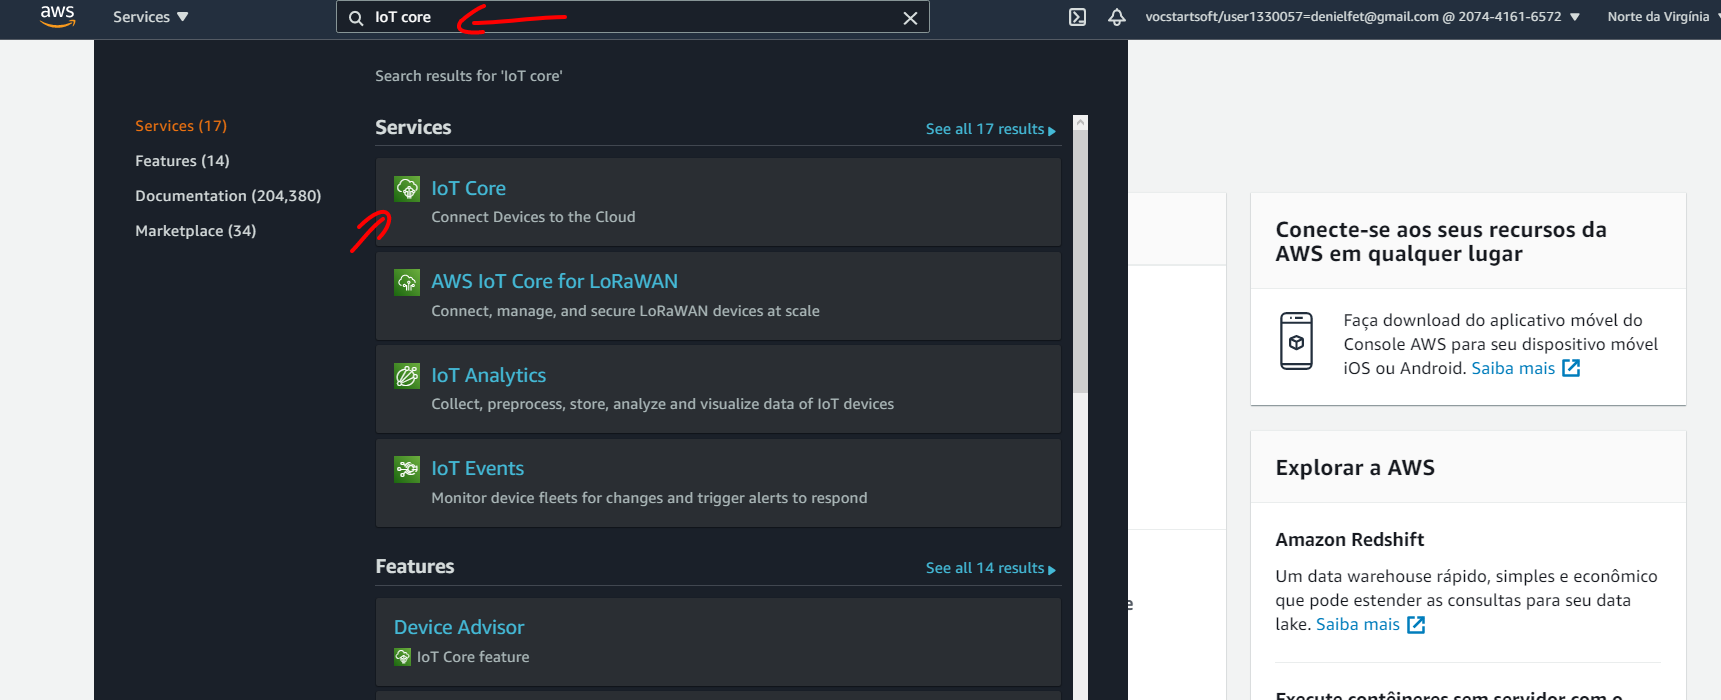 aws
Services ▼
IoT core
vocstartsoft/user1330057=denielfet@gmail.com @ 2074-4161-6572 ▼
Norte da Virgínia
Search results for 'IoT core'
Services (17)
Features (14)
Documentation (204,380)
Marketplace (34)
Services
See all 17 results ▶
IoT Core
Connect Devices to the Cloud
AWS IoT Core for LoRaWAN
Connect, manage, and secure LoRaWAN devices at scale
IoT Analytics
Collect, preprocess, store, analyze and visualize data of IoT devices
IoT Events
Monitor device fleets for changes and trigger alerts to respond
Features
See all 14 results ▶
Device Advisor
IoT Core feature
e
Conecte-se aos seus recursos da
AWS em qualquer lugar
Faça download do aplicativo móvel do
Console AWS para seu dispositivo móvel
iOS ou Android. Saiba mais
Explorar a AWS
Amazon Redshift
Um data warehouse rápido, simples e econômico
que pode estender as consultas para seu data
lake. Saiba mais
Execute contêineres sem servidor com o